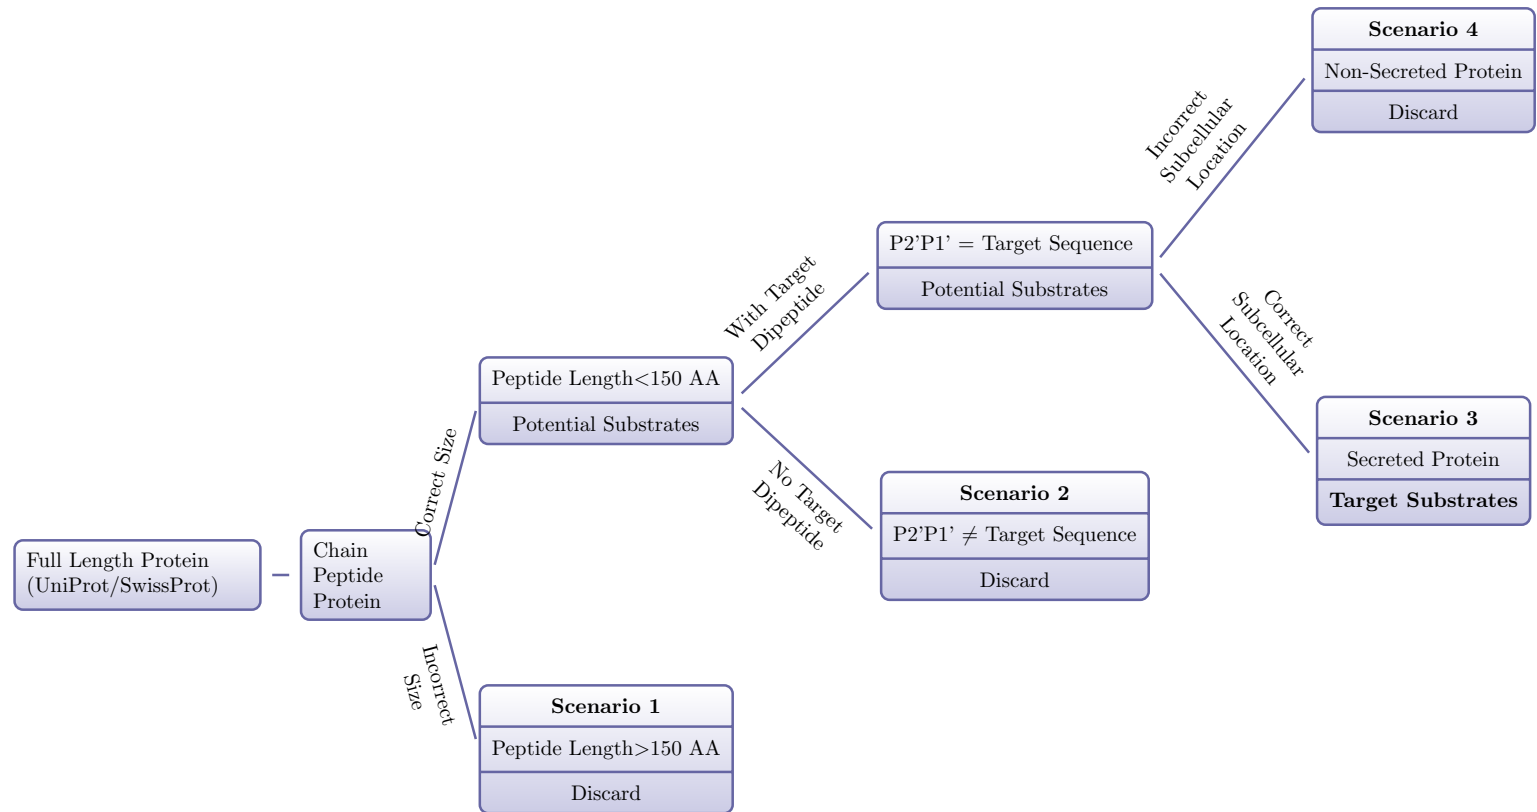 Full Length Protein
(UniProt/SwissProt)
Chain
Peptide
Protein
Correct Size
Incorrect
Size
Peptide Length<150 AA
Potential Substrates
Scenario 1
Peptide Length>150 AA
Discard
With Target
Dipeptide
No Target
Dipeptide
P2'P1' = Target Sequence
Potential Substrates
Scenario 2
P2'P1' ≠ Target Sequence
Discard
Incorrect
Subcellular
Location
Correct
Subcellular
Location
Scenario 4
Non-Secreted Protein
Discard
Scenario 3
Secreted Protein
Target Substrates